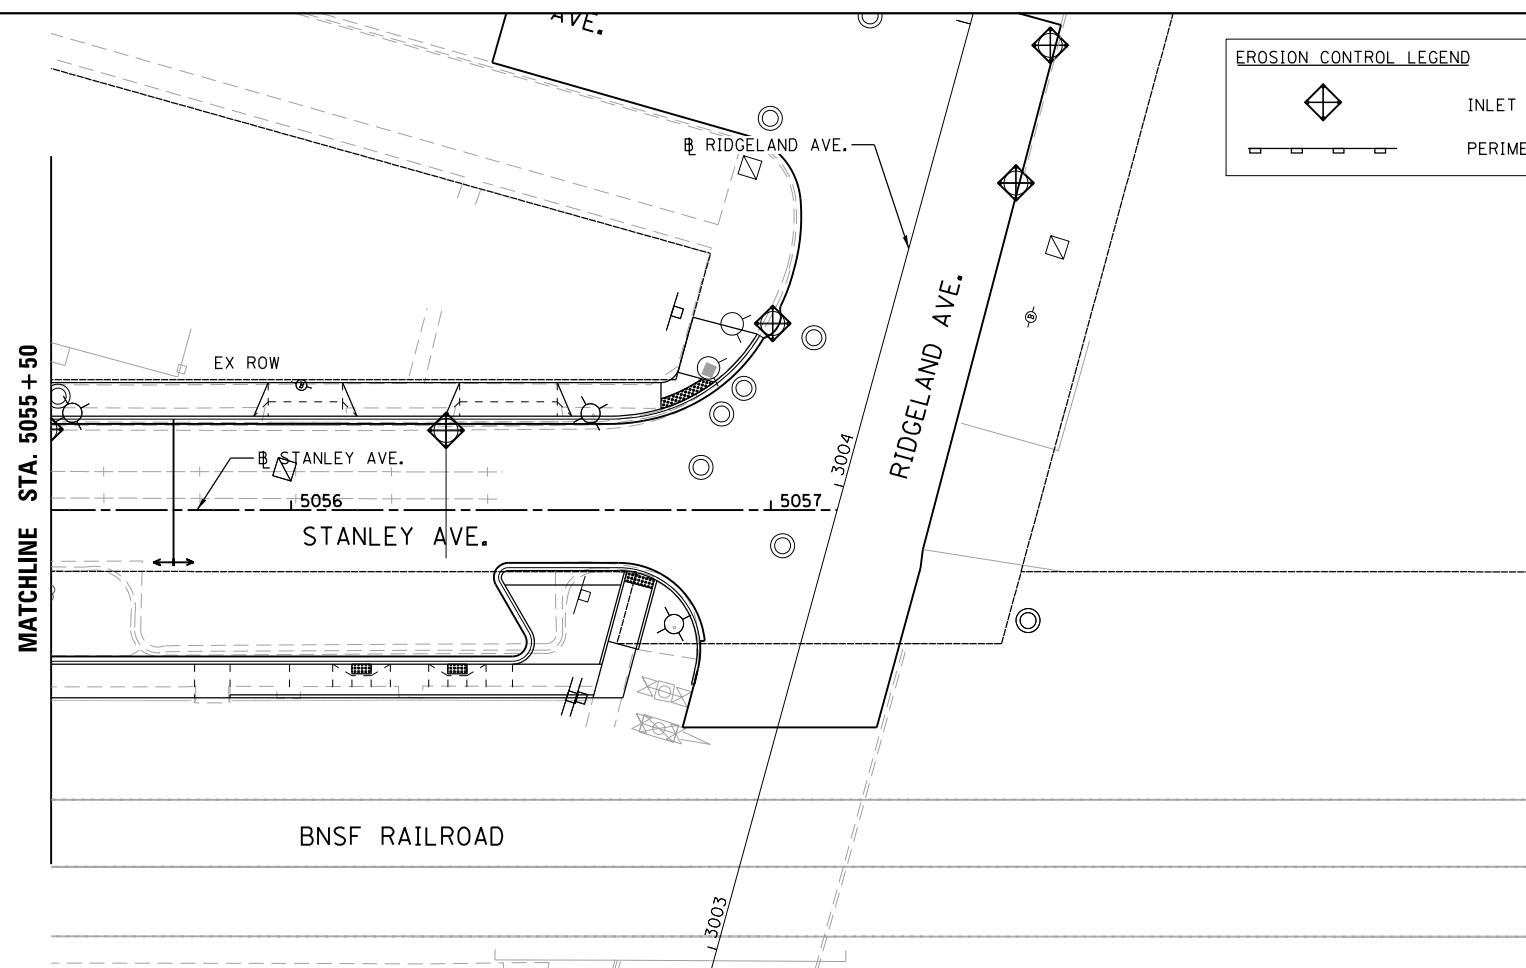 AVE.
EROSION CONTROL LEGEND
INLET
PERIME
℄ RIDGELAND AVE.
RIDGELAND AVE.
MATCHLINE STA. 5055+50
EX ROW
B
B
3004
℄ STANLEY AVE.
5056
5057
STANLEY AVE.
BNSF RAILROAD
3003